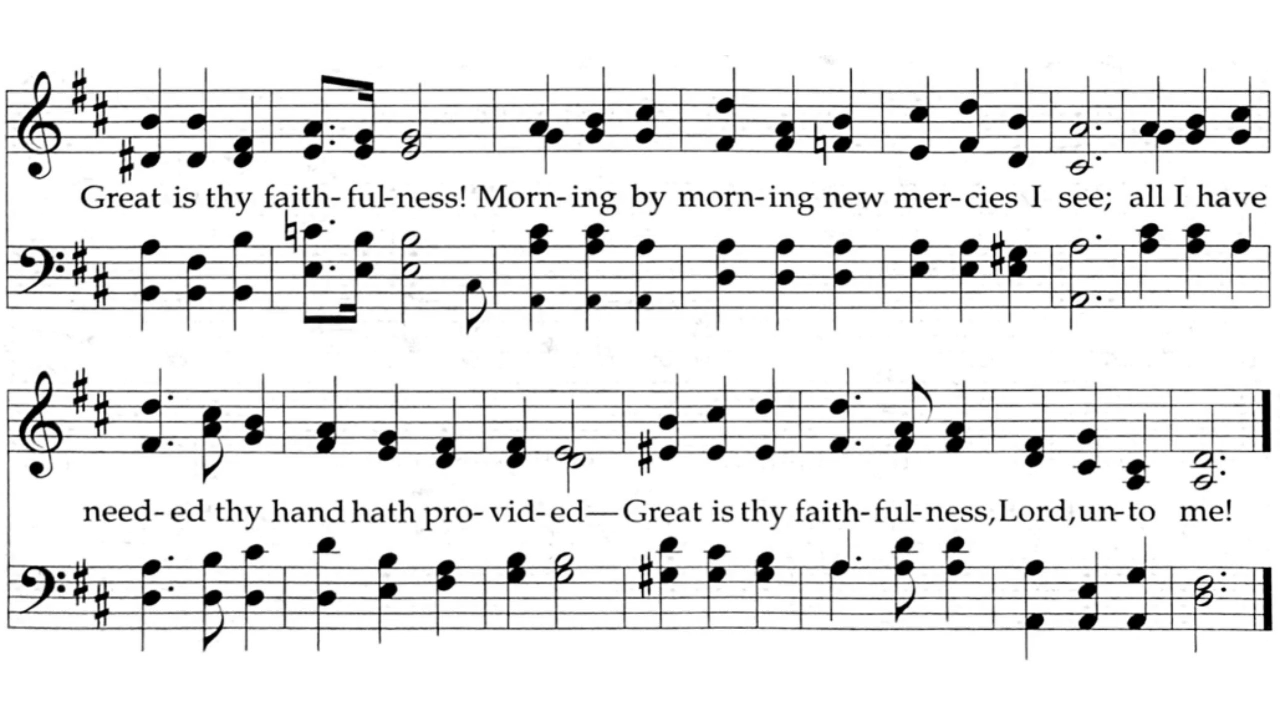 Great is thy faith- ful-ness! Morn-ing by morn-ing new mer-cies I see; all I have
need- ed thy hand hath pro- vid- ed— Great is thy faith- ful- ness, Lord, un-to me!